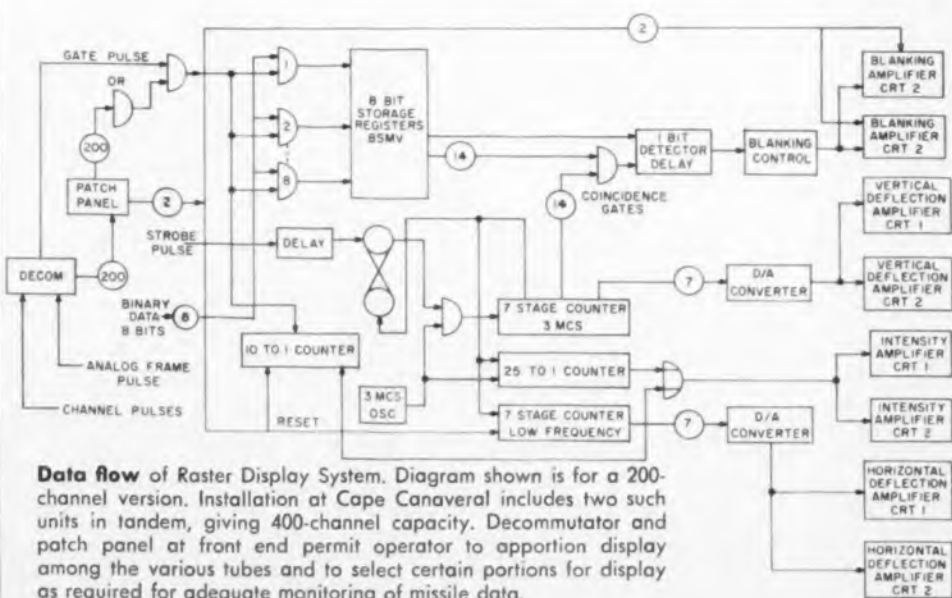 2
GATE PULSE
OR
200
PATCH
PANEL
2
200
DECOM
STROBE
PULSE
BINARY
DATA
8 BITS
8
ANALOG FRAME
PULSE
CHANNEL PULSES
1
2
8
8 BIT
STORAGE
REGISTERS
BSMV
14
14
COINCIDENCE
GATES
1 BIT
DETECTOR
DELAY
BLANKING
CONTROL
BLANKING
AMPLIFIER
CRT 2
BLANKING
AMPLIFIER
CRT 2
DELAY
10 TO 1 COUNTER
RESET
3 MCS
OSC
7 STAGE COUNTER
3 MCS
25 TO 1 COUNTER
7 STAGE COUNTER
LOW FREQUENCY
7
D/A
CONVERTER
7
D/A
CONVERTER
VERTICAL
DEFLECTION
AMPLIFIER
CRT 1
VERTICAL
DEFLECTION
AMPLIFIER
CRT 2
INTENSITY
AMPLIFIER
CRT 1
INTENSITY
AMPLIFIER
CRT 2
HORIZONTAL
DEFLECTION
AMPLIFIER
CRT 1
HORIZONTAL
DEFLECTION
AMPLIFIER
CRT 2
Data flow of Raster Display System. Diagram shown is for a 200-
channel version. Installation at Cape Canaveral includes two such
units in tandem, giving 400-channel capacity. Decommutator and
patch panel at front end permit operator to apportion display
among the various tubes and to select certain portions for display
as required for adequate monitoring of missile data.